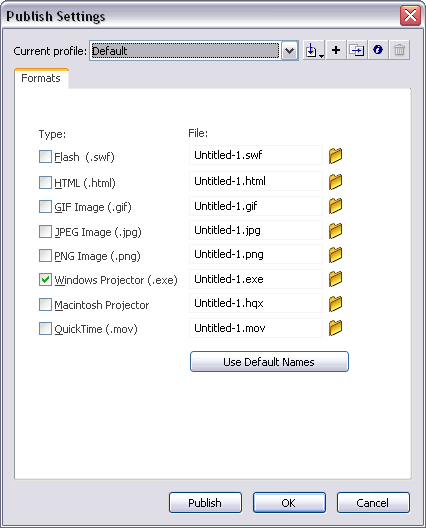 Publish Settings
Current profile: Default
Formats
Type: File:
Flash (.swf) Untitled-1.swf
HTML (.html) Untitled-1.html
GIF Image (.gif) Untitled-1.gif
JPEG Image (.jpg) Untitled-1.jpg
PNG Image (.png) Untitled-1.png
Windows Projector (.exe) Untitled-1.exe
Macintosh Projector Untitled-1.hqx
QuickTime (.mov) Untitled-1.mov
Use Default Names
Publish OK Cancel